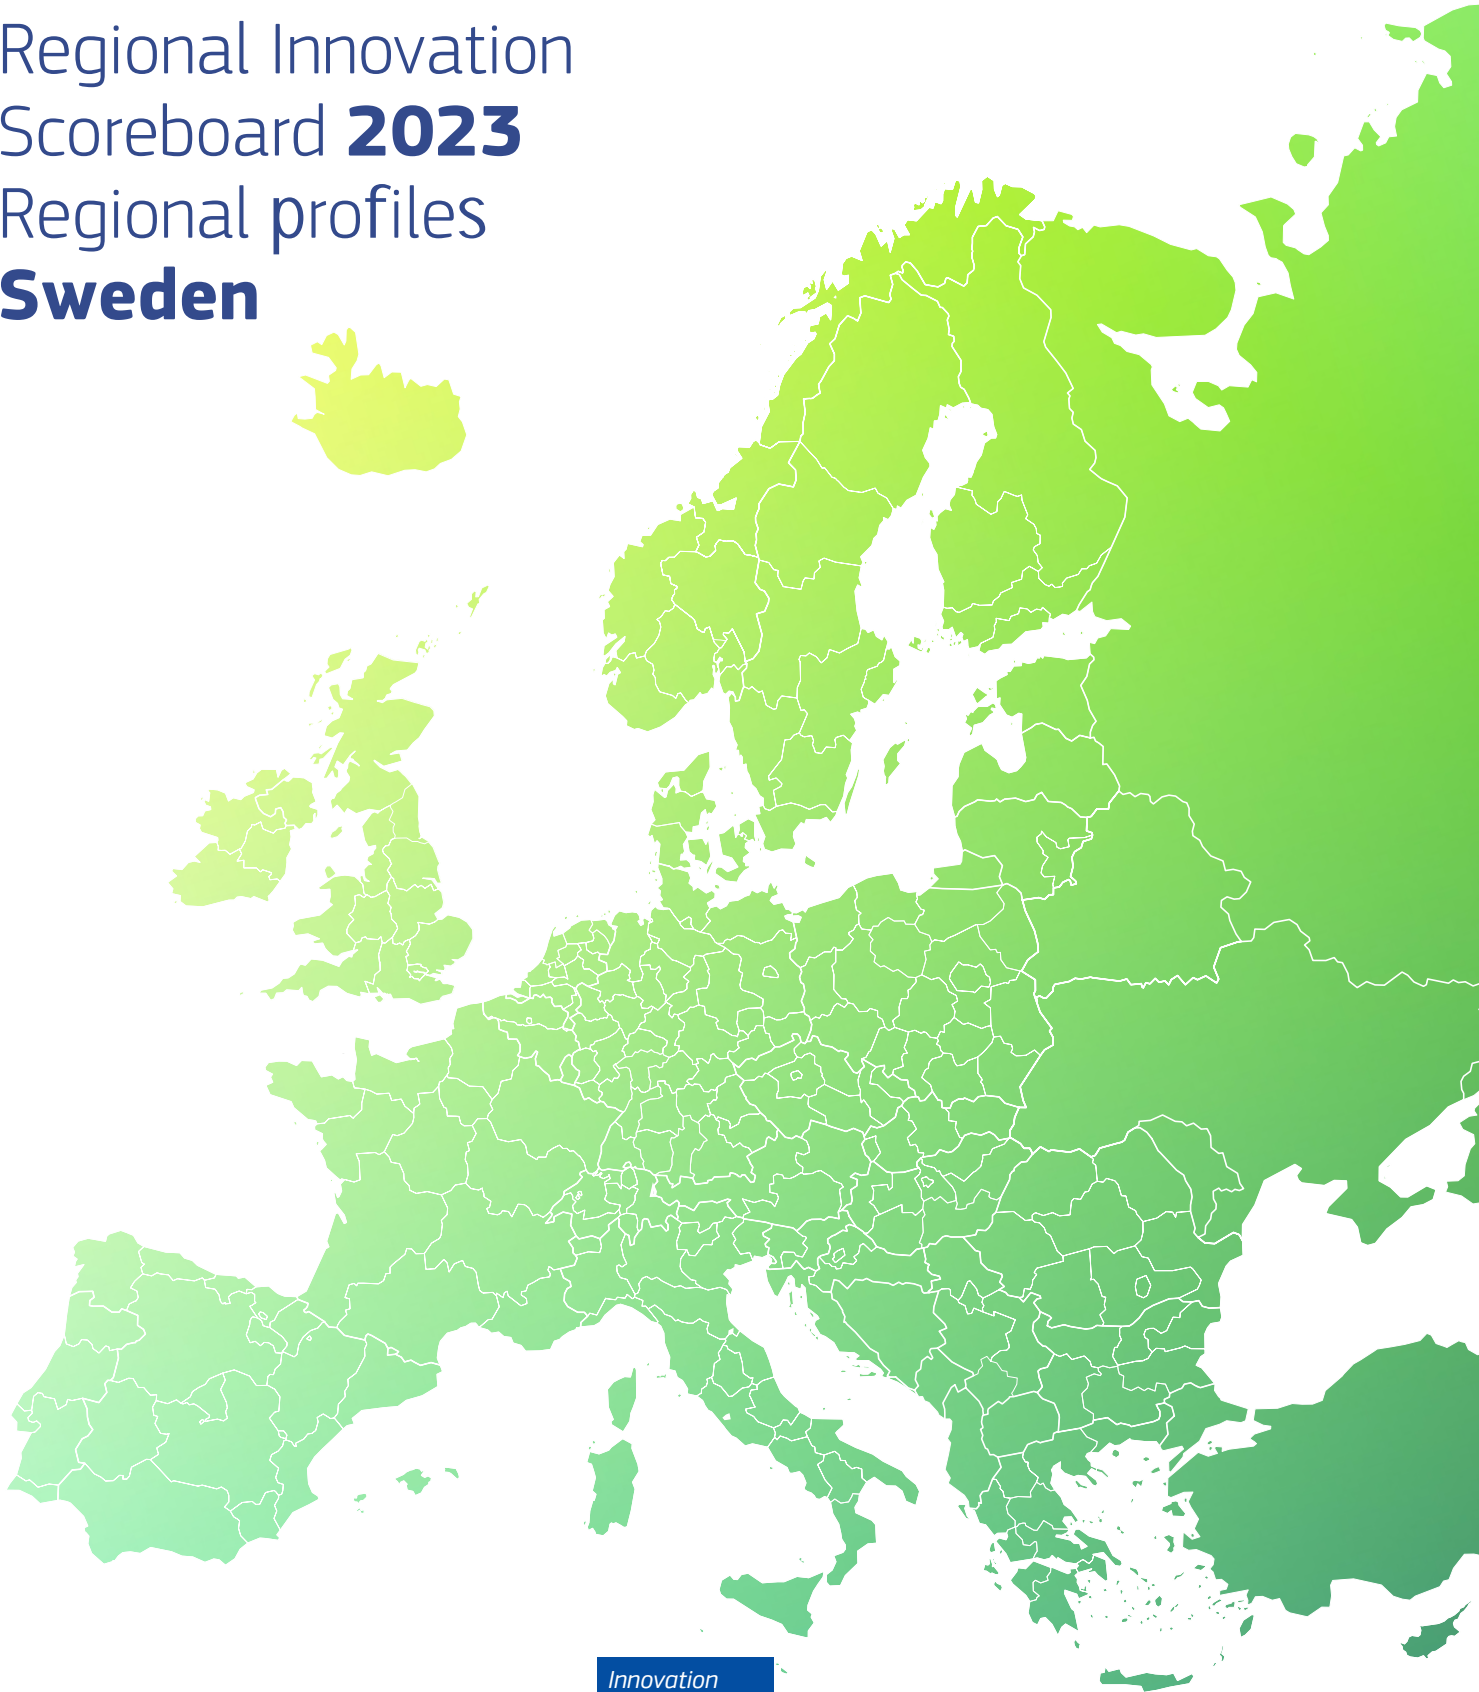 Regional Innovation
Scoreboard 2023
Regional profiles
Sweden
Innovation